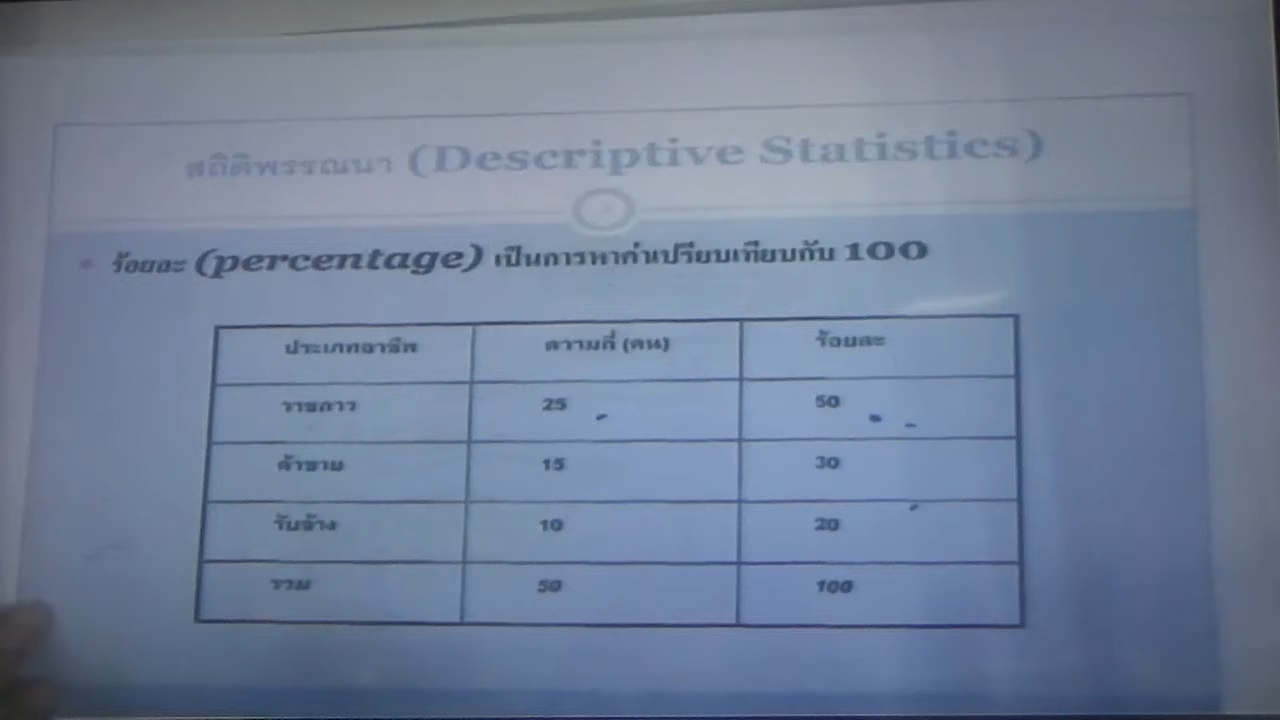 สถิติพรรณนา (Descriptive Statistics)
ร้อยละ (percentage) เป็นการหาค่าเปรียบเทียบกับ 100
ประเภทอาชีพ ความถี่ (คน) ร้อยละ
ราชการ 25 50
ค้าขาย 15 30
รับจ้าง 10 20
รวม 50 100